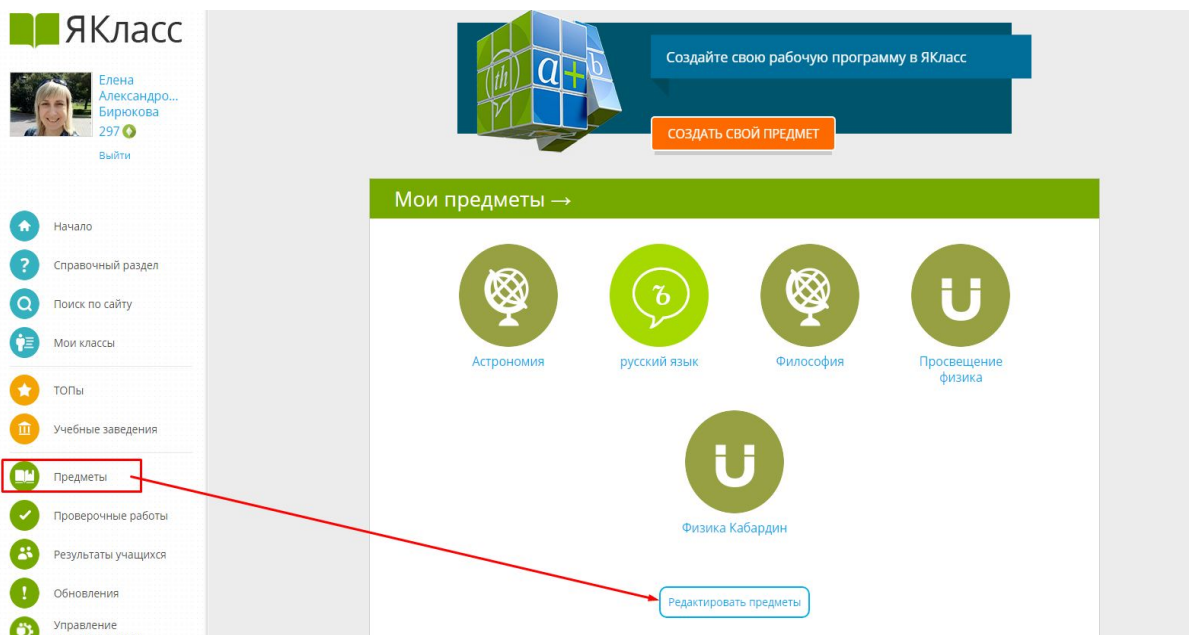 ЯКласс
Елена
Александро...
Бирюкова
297
Выйти
Начало
Справочный раздел
Поиск по сайту
Мои классы
ТОПы
Учебные заведения
Предметы
Проверочные работы
Результаты учащихся
Обновления
Управление
(th) a+b
Создайте свою рабочую программу в ЯКласс
СОЗДАТЬ СВОЙ ПРЕДМЕТ
Мои предметы →
ъ
Астрономия
русский язык
Философия
Просвещение
физика
Физика Кабардин
Редактировать предметы